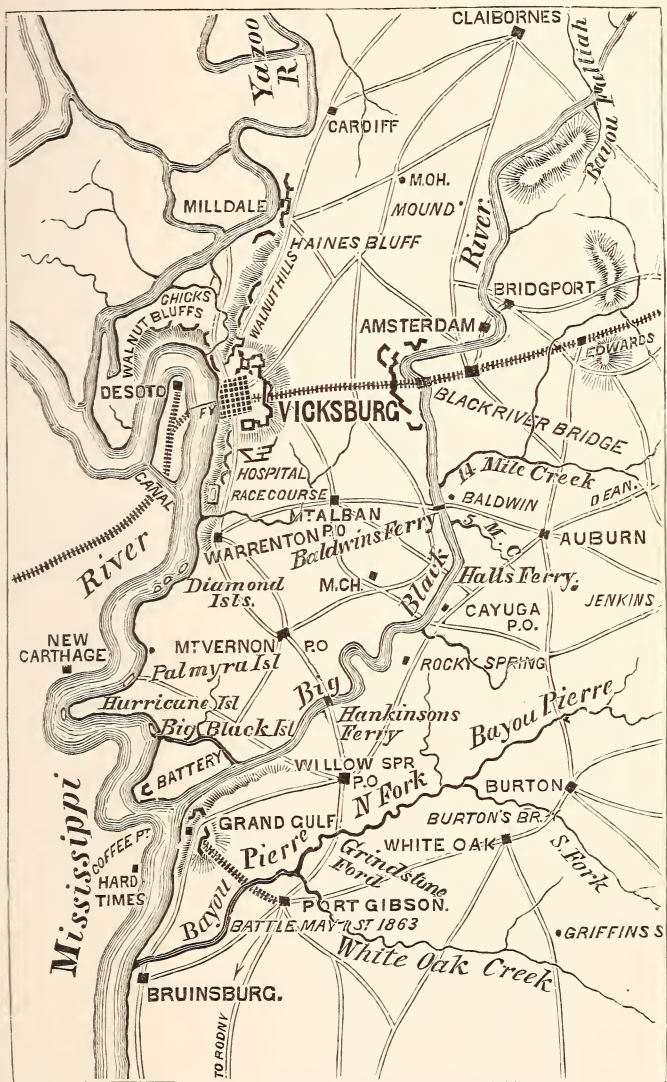 CLAIBORNES
Yazoo
R.
Bayou Falliah
CARDIFF
M.OH.
MILLDALE
MOUND
River
HAINES BLUFF
WALNUT HILLS
BRIDGPORT
CHICKS
WALNUT BLUFFS
AMSTERDAM
EDWARDS
DESOTO
FY
VICKSBURG
BLACK RIVER BRIDGE
CANAL
HOSPITAL
RACECOURSE
14 Mile Creek
BALDWIN
DEAN.
MT ALBAN
P.O
WARRENTON
Baldwins Ferry
5 M. C.
AUBURN
River
Diamond
Isls.
M.CH.
Black
Halls Ferry.
JENKINS
CAYUGA
P.O.
NEW
CARTHAGE
MT VERNON
P.O
Palmyra Isl
ROCKY SPRING
Hurricane Isl
Big
Big Black Isl
Hankinsons
Ferry
Bayou Pierre
BATTERY
WILLOW SPR
P.O
N Fork
BURTON
GRAND GULF
BURTON'S BR.
Mississippi
COFFEE PT.
HARD
TIMES
WHITE OAK
S. Fork
Bayou Pierre
Grindstone
Ford
PORT GIBSON.
BATTLE MAY 1ST 1863
GRIFFINS S
White Oak Creek
BRUINSBURG.
TO RODNY